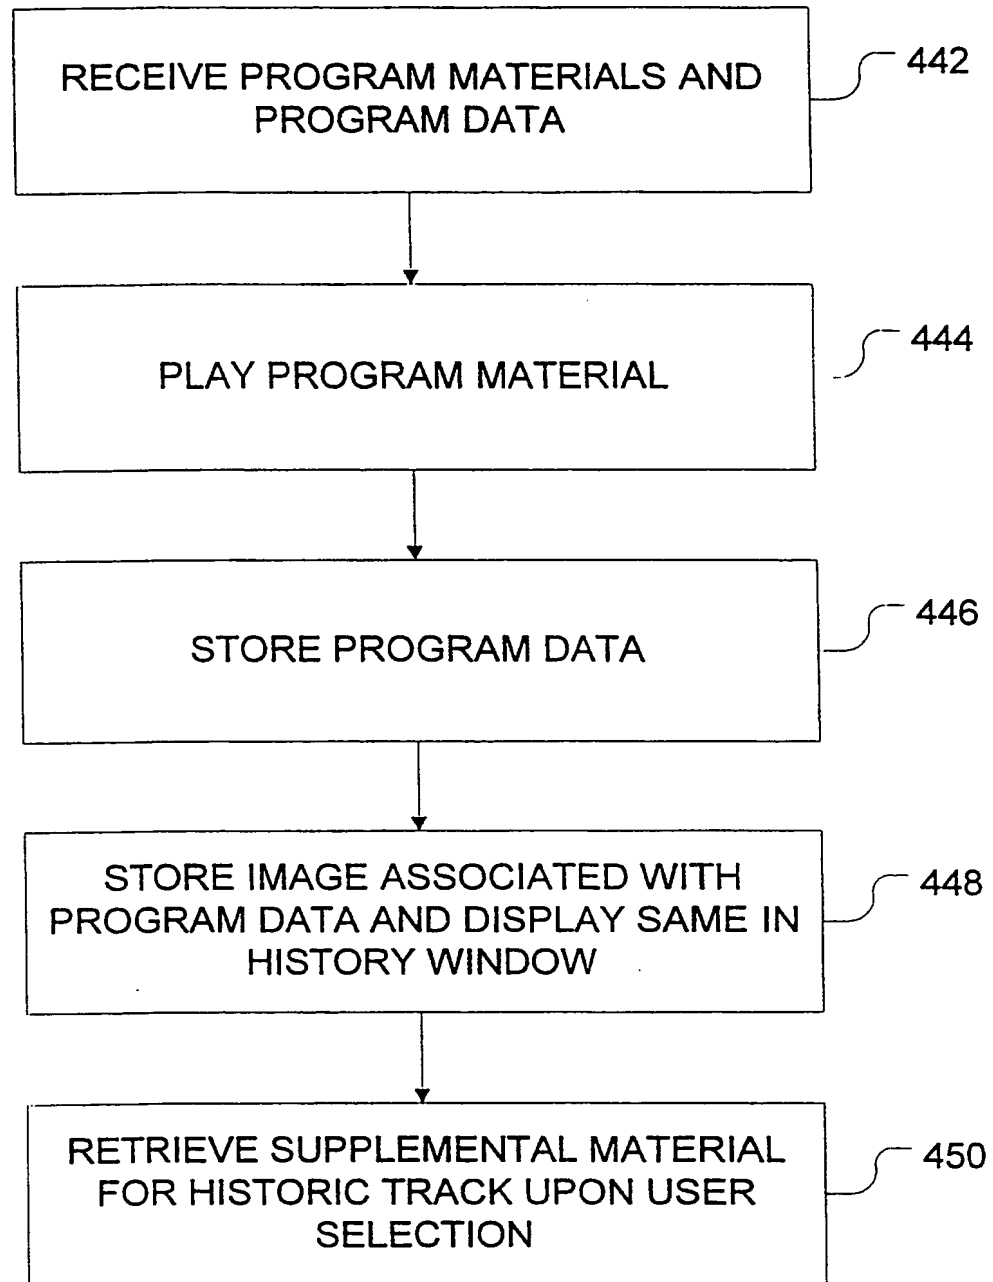 RECEIVE PROGRAM MATERIALS AND
PROGRAM DATA
442
PLAY PROGRAM MATERIAL
444
STORE PROGRAM DATA
446
STORE IMAGE ASSOCIATED WITH
PROGRAM DATA AND DISPLAY SAME IN
HISTORY WINDOW
448
RETRIEVE SUPPLEMENTAL MATERIAL
FOR HISTORIC TRACK UPON USER
SELECTION
450